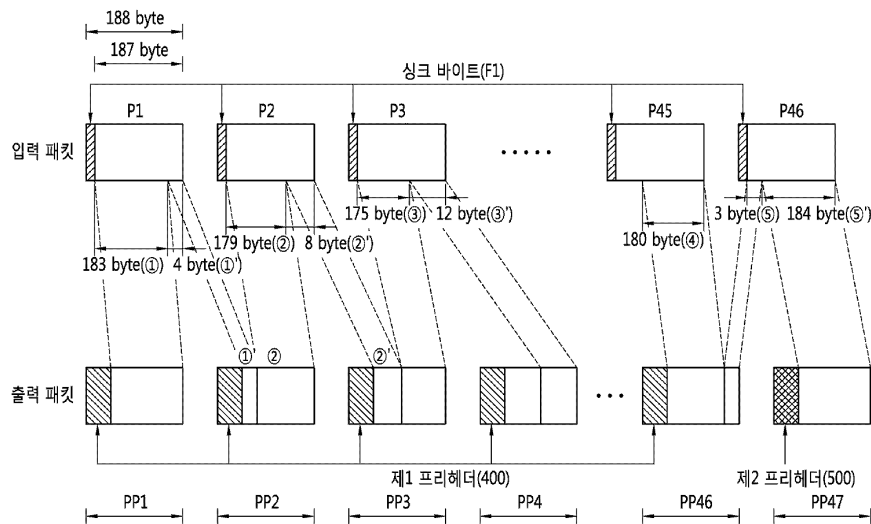 188 byte
187 byte
싱크 바이트(F1)
P1
P2
P3
P45
P46
입력 패킷
175 byte(③)
12 byte(③')
3 byte(⑤)
184 byte(⑤')
179 byte(②)
8 byte(②')
180 byte(④)
183 byte(①)
4 byte(①')
①'
②
②'
출력 패킷
제1 프리헤더(400)
제2 프리헤더(500)
PP1
PP2
PP3
PP4
PP46
PP47